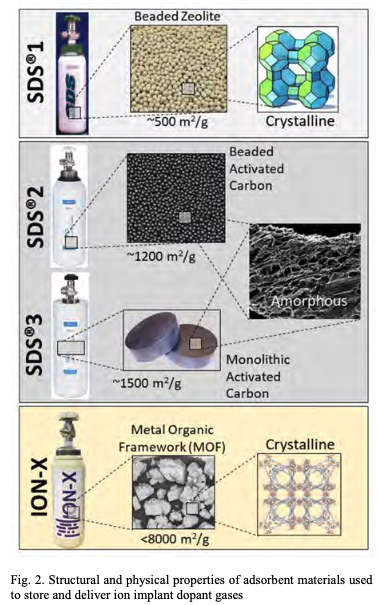 SDS®1
Beaded Zeolite
SDS
~500 m²/g
Crystalline
SDS®2
Beaded
Activated
Carbon
~1200 m²/g
Amorphous
SDS®3
~1500 m²/g
Monolithic
Activated
Carbon
ION-X
Metal Organic
Framework (MOF)
Crystalline
ION-X
<8000 m²/g
Fig. 2. Structural and physical properties of adsorbent materials used
to store and deliver ion implant dopant gases